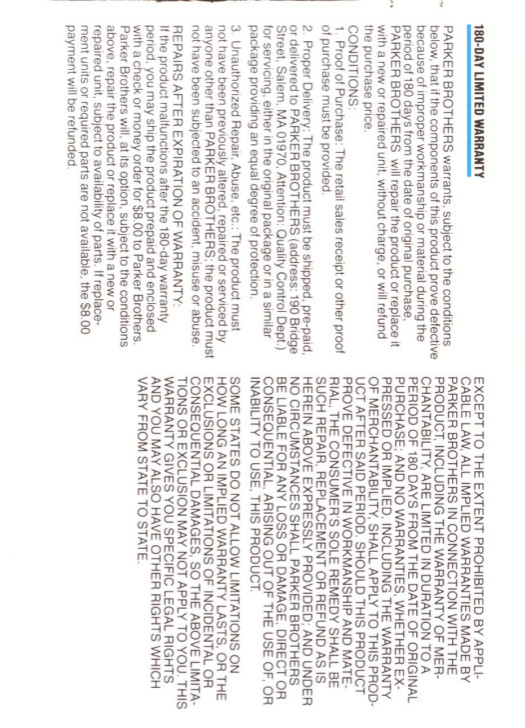 180-DAY LIMITED WARRANTY
PARKER BROTHERS warrants, subject to the conditions
below, that if the components of this product prove defective
because of improper workmanship or material during the
period of 180 days from the date of original purchase,
PARKER BROTHERS will repair the product or replace it
with a new or repaired unit, without charge, or will refund
the purchase price.
CONDITIONS:
1. Proof of Purchase: The retail sales receipt or other proof
of purchase must be provided.
2. Proper Delivery: The product must be shipped, pre-paid,
or delivered to PARKER BROTHERS (address: 190 Bridge
Street, Salem, MA 01970. Attention: Quality Control Dept.)
for servicing, either in the original package or in a similar
package providing an equal degree of protection.
3. Unauthorized Repair, Abuse, etc.: The product must
not have been previously altered, repaired or serviced by
anyone other than PARKER BROTHERS; the product must
not have been subjected to an accident, misuse or abuse.
REPAIRS AFTER EXPIRATION OF WARRANTY:
If the product malfunctions after the 180-day warranty
period, you may ship the product prepaid and enclosed
with a check or money order for $8.00 to Parker Brothers.
Parker Brothers will, at its option, subject to the conditions
above, repair the product or replace it with a new or
repaired unit, subject to availability of parts. If replace-
ment units or required parts are not available, the $8.00
payment will be refunded.
EXCEPT TO THE EXTENT PROHIBITED BY APPLI-
CABLE LAW, ALL IMPLIED WARRANTIES MADE BY
PARKER BROTHERS IN CONNECTION WITH THE
PRODUCT, INCLUDING THE WARRANTY OF MER-
CHANTABILITY, ARE LIMITED IN DURATION TO A
PERIOD OF 180 DAYS FROM THE DATE OF ORIGINAL
PURCHASE; AND NO WARRANTIES, WHETHER EX-
PRESSED OR IMPLIED, INCLUDING THE WARRANTY
OF MERCHANTABILITY, SHALL APPLY TO THIS PROD-
UCT AFTER SAID PERIOD. SHOULD THIS PRODUCT
PROVE DEFECTIVE IN WORKMANSHIP AND MATE-
RIAL, THE CONSUMER'S SOLE REMEDY SHALL BE
SUCH REPAIR, REPLACEMENT OR REFUND AS IS
HEREIN ABOVE EXPRESSLY PROVIDED; AND UNDER
NO CIRCUMSTANCES SHALL PARKER BROTHERS
BE LIABLE FOR ANY LOSS OR DAMAGE, DIRECT, OR
CONSEQUENTIAL, ARISING OUT OF THE USE OF, OR
INABILITY TO USE, THIS PRODUCT.
SOME STATES DO NOT ALLOW LIMITATIONS ON
HOW LONG AN IMPLIED WARRANTY LASTS, OR THE
EXCLUSIONS OR LIMITATIONS OF INCIDENTAL OR
CONSEQUENTIAL DAMAGES, SO THE ABOVE LIMITA-
TIONS OR EXCLUSION MAY NOT APPLY TO YOU. THIS
WARRANTY GIVES YOU SPECIFIC LEGAL RIGHTS
AND YOU MAY ALSO HAVE OTHER RIGHTS WHICH
VARY FROM STATE TO STATE.